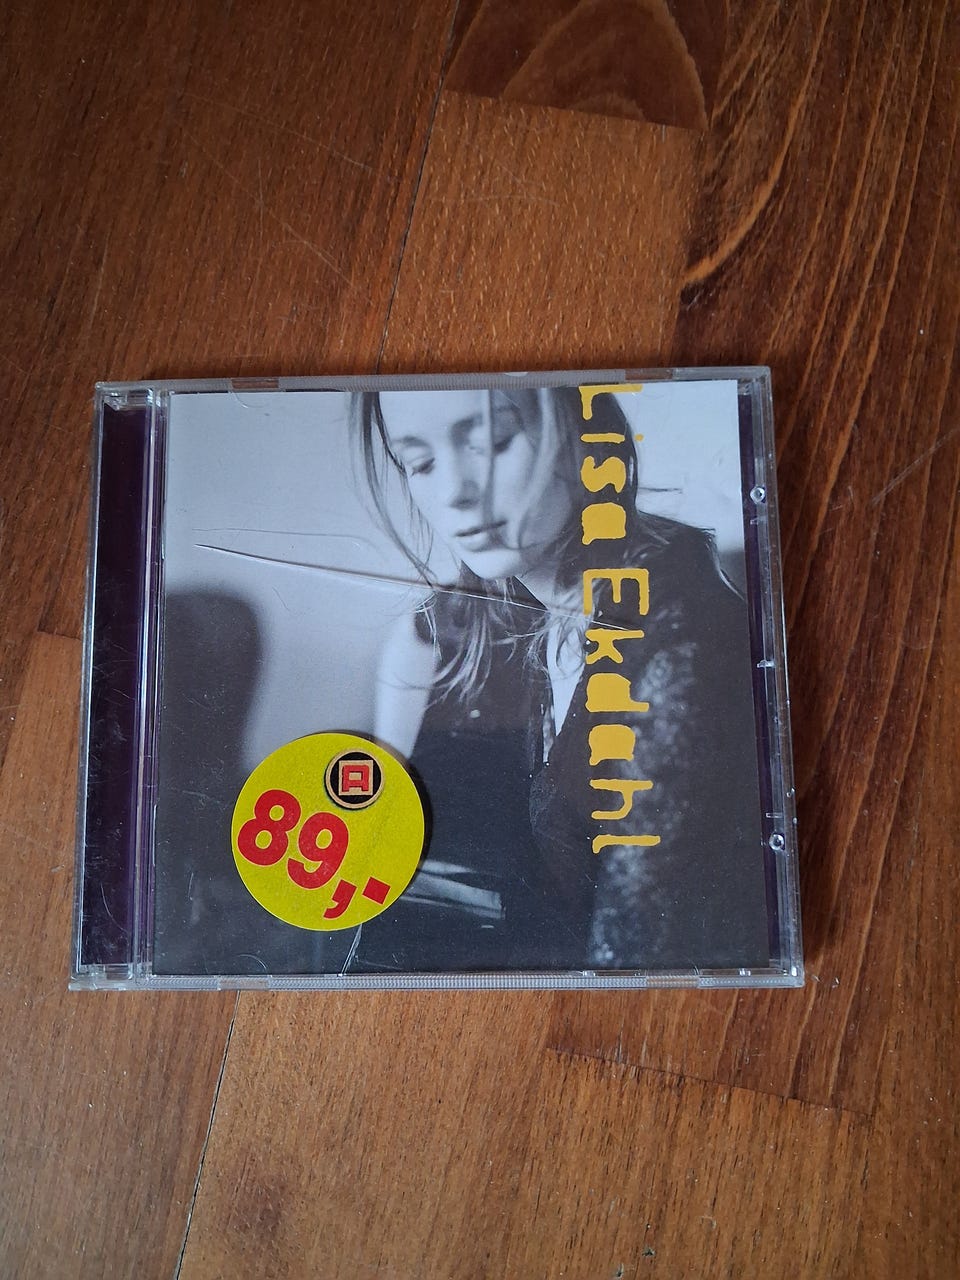 Lisa Ekdahl
A
89,-